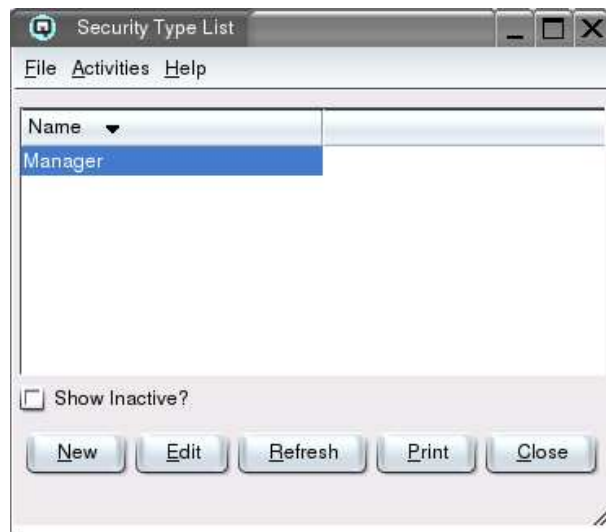 Security Type List
File Activities Help
Name
Manager
Show Inactive?
New Edit Refresh Print Close